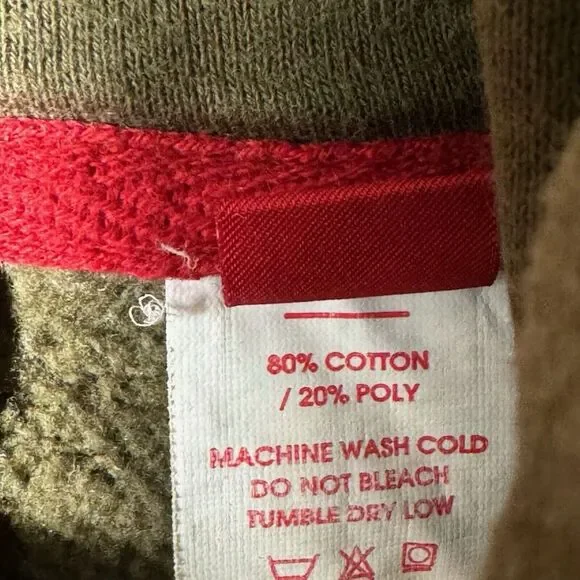 80% COTTON
/ 20% POLY
MACHINE WASH COLD
DO NOT BLEACH
TUMBLE DRY LOW